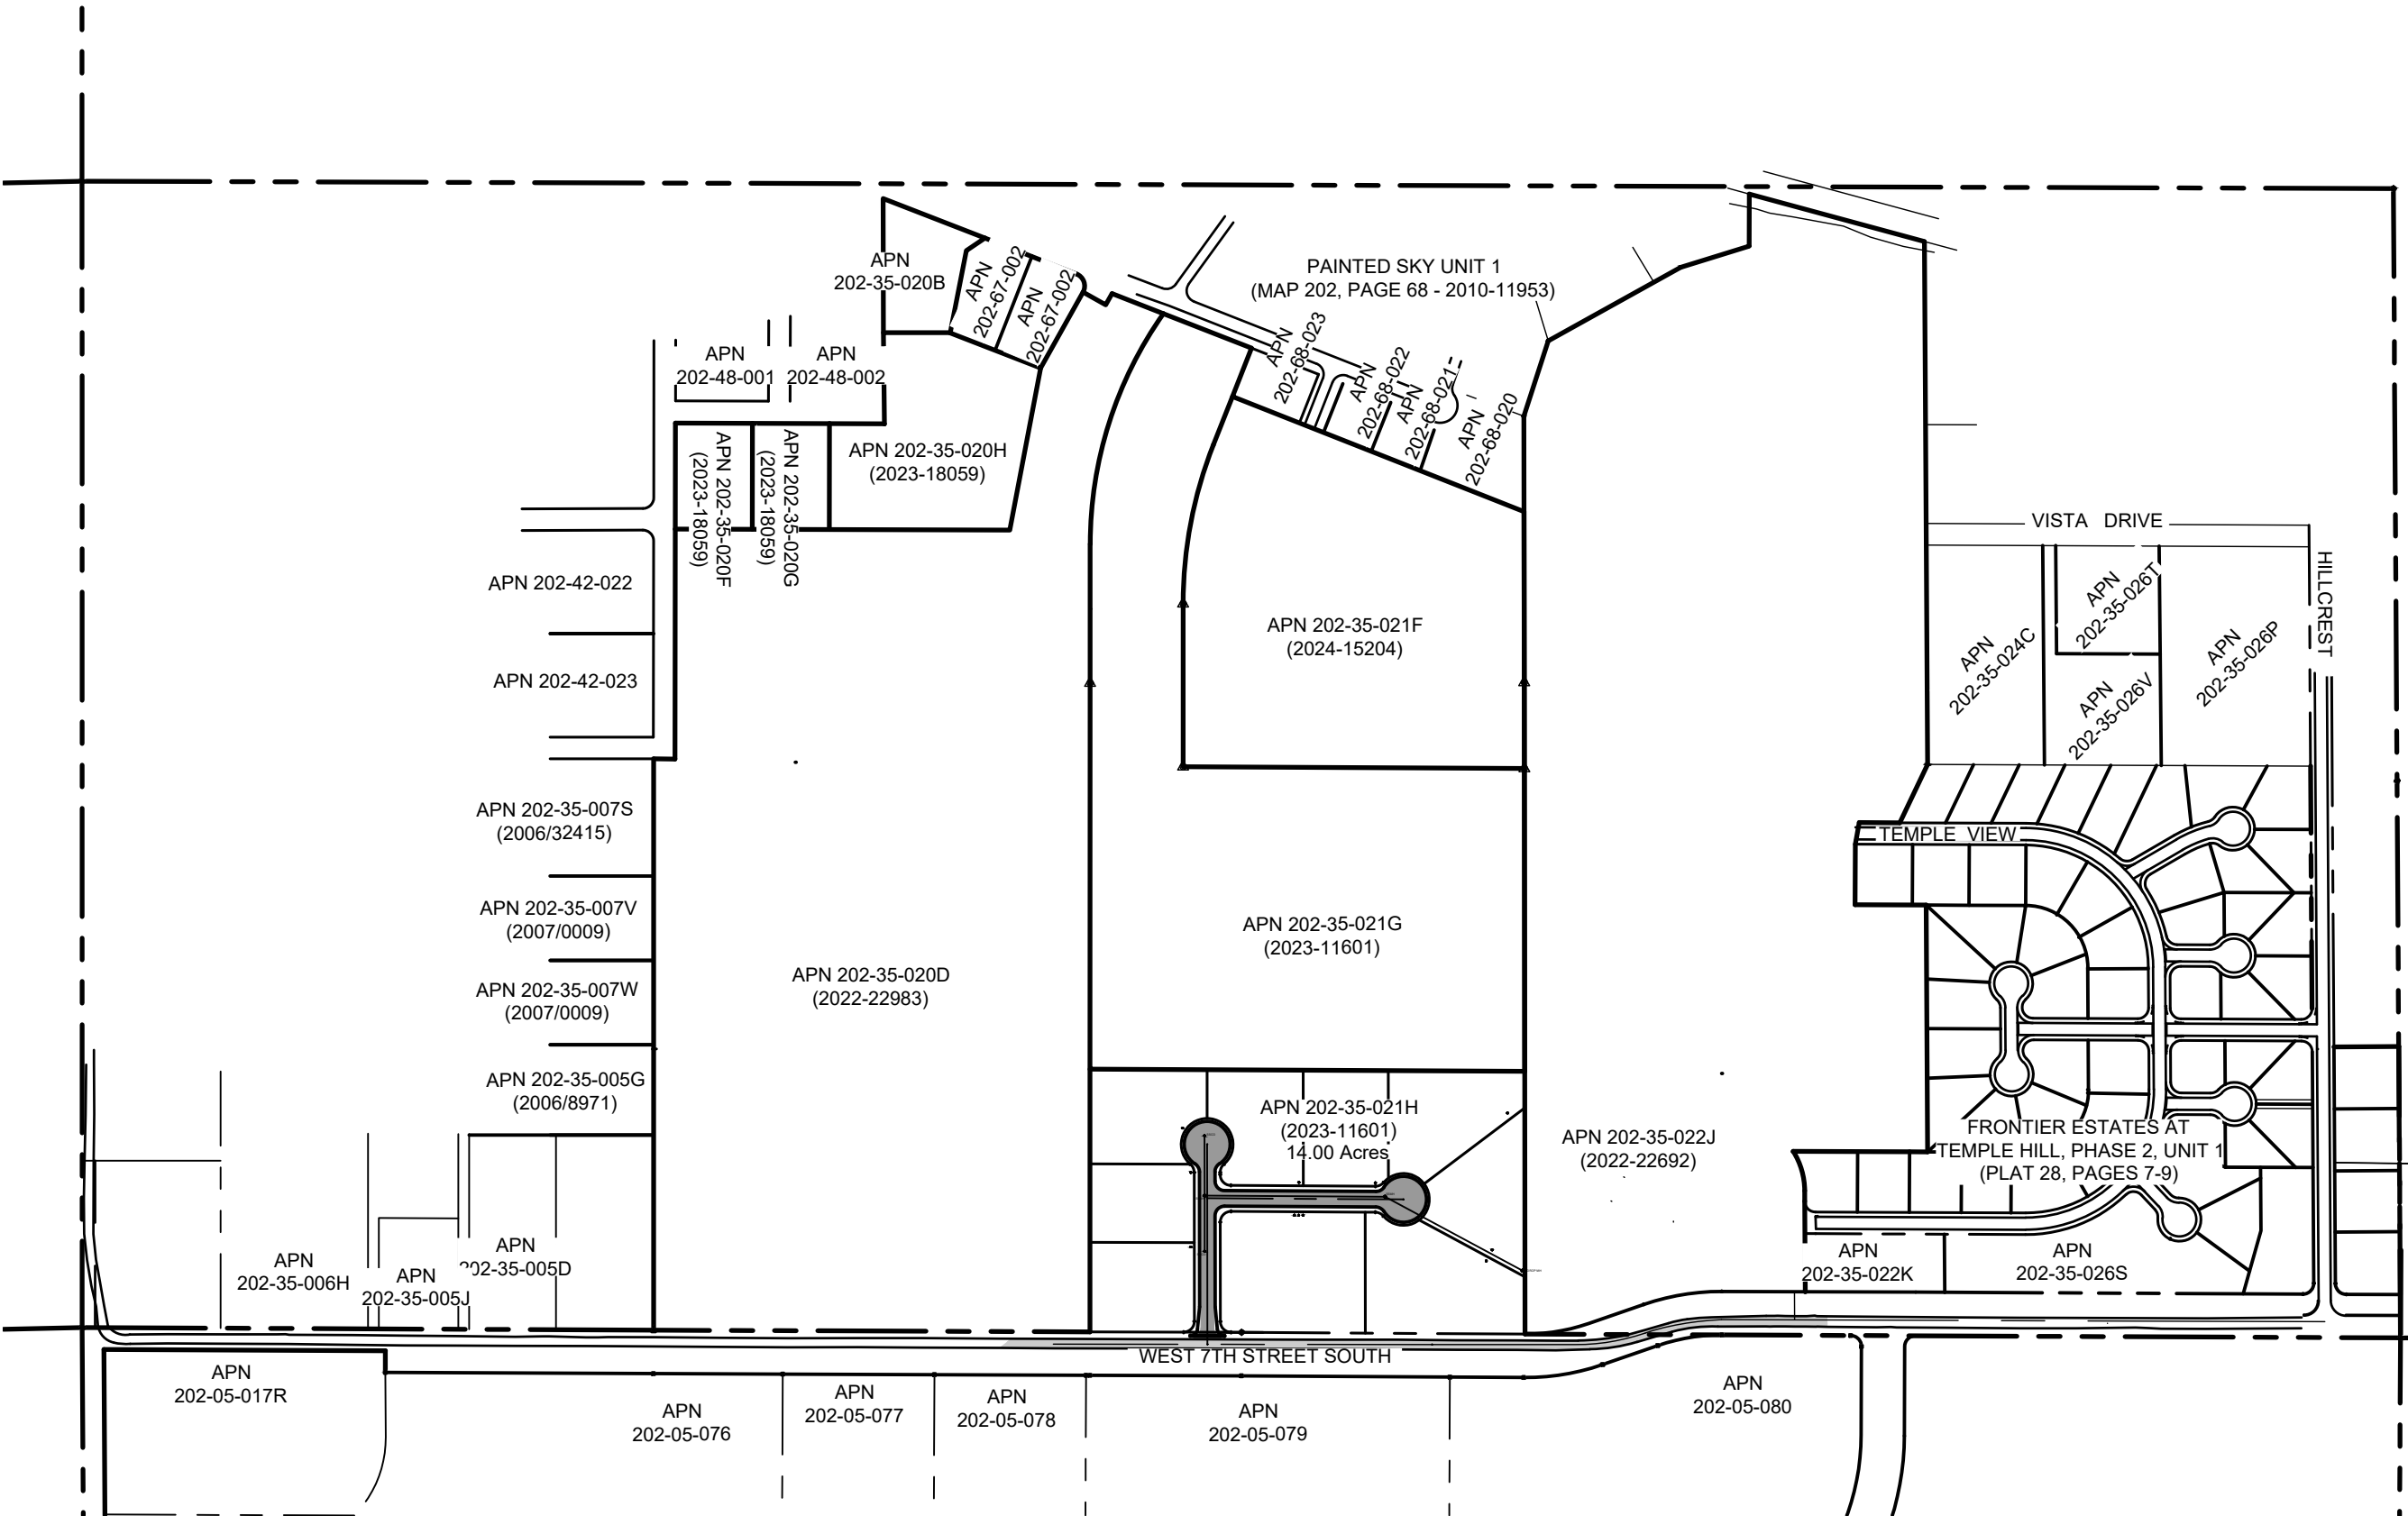 APN
202-35-020B
APN
202-67-002
APN
202-67-002
PAINTED SKY UNIT 1
(MAP 202, PAGE 68 - 2010-11953)
APN
202-48-001
APN
202-48-002
APN
202-68-023
APN
202-68-022
APN
202-68-021
APN
202-68-020
APN 202-35-020F
(2023-18059)
APN 202-35-020G
(2023-18059)
APN 202-35-020H
(2023-18059)
VISTA DRIVE
HILLCREST
APN 202-42-022
APN 202-42-023
APN 202-35-021F
(2024-15204)
APN
202-35-024C
APN
202-35-026T
APN
202-35-026V
APN
202-35-026P
APN 202-35-007S
(2006/32415)
TEMPLE VIEW
APN 202-35-007V
(2007/0009)
APN 202-35-021G
(2023-11601)
APN 202-35-020D
(2022-22983)
APN 202-35-007W
(2007/0009)
APN 202-35-005G
(2006/8971)
APN 202-35-021H
(2023-11601)
14.00 Acres
APN 202-35-022J
(2022-22692)
FRONTIER ESTATES AT
TEMPLE HILL, PHASE 2, UNIT 1
(PLAT 28, PAGES 7-9)
APN
202-35-006H
APN
202-35-005J
APN
202-35-005D
APN
202-35-022K
APN
202-35-026S
WEST 7TH STREET SOUTH
APN
202-05-017R
APN
202-05-076
APN
202-05-077
APN
202-05-078
APN
202-05-079
APN
202-05-080